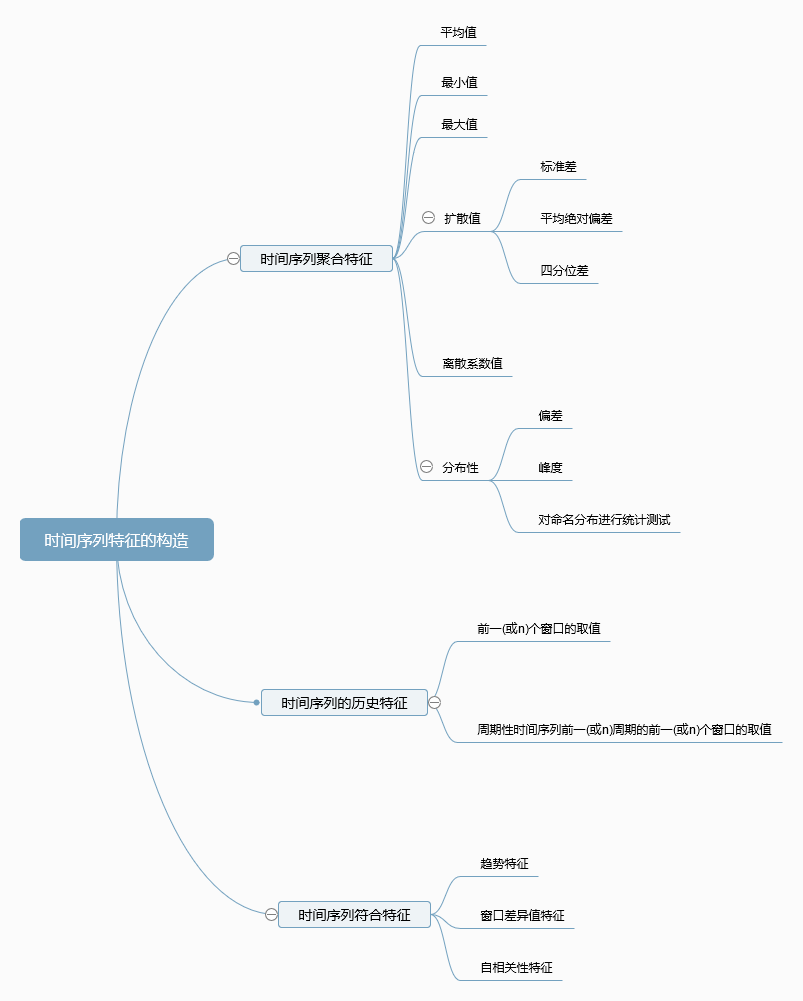 时间序列特征的构造
时间序列聚合特征
平均值
最小值
最大值
扩散值
标准差
平均绝对偏差
四分位差
离散系数值
分布性
偏差
峰度
对命名分布进行统计测试
时间序列的历史特征
前一(或n)个窗口的取值
周期性时间序列前一(或n)周期的前一(或n)个窗口的取值
时间序列符合特征
趋势特征
窗口差异值特征
自相关性特征